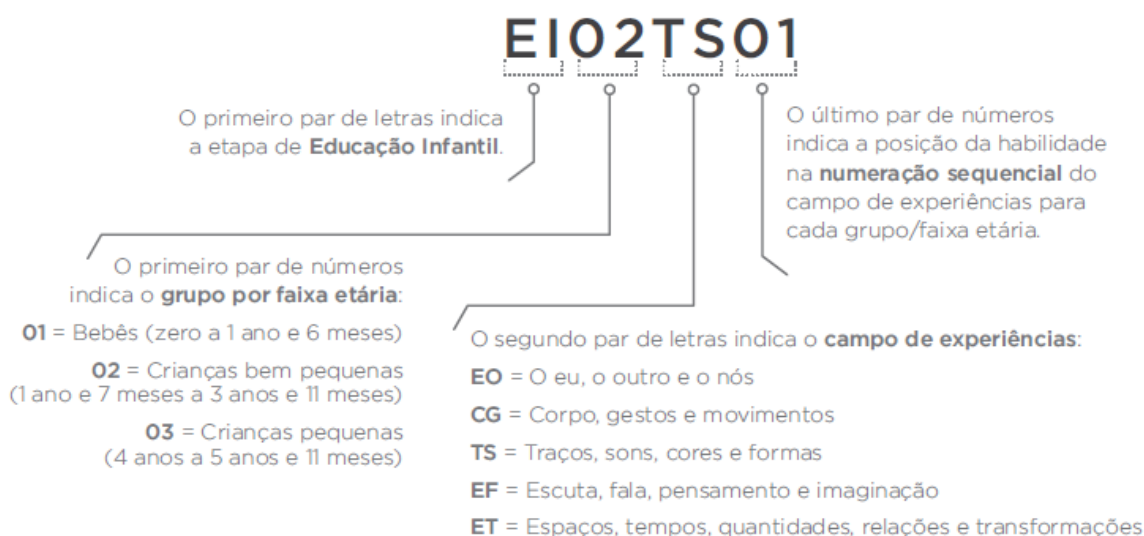 EI02TS01
O primeiro par de letras indica
a etapa de Educação Infantil.
O último par de números
indica a posição da habilidade
na numeração sequencial do
campo de experiências para
cada grupo/faixa etária.
O primeiro par de números
indica o grupo por faixa etária:
01 = Bebês (zero a 1 ano e 6 meses)
02 = Crianças bem pequenas
(1 ano e 7 meses a 3 anos e 11 meses)
03 = Crianças pequenas
(4 anos a 5 anos e 11 meses)
O segundo par de letras indica o campo de experiências:
EO = O eu, o outro e o nós
CG = Corpo, gestos e movimentos
TS = Traços, sons, cores e formas
EF = Escuta, fala, pensamento e imaginação
ET = Espaços, tempos, quantidades, relações e transformações